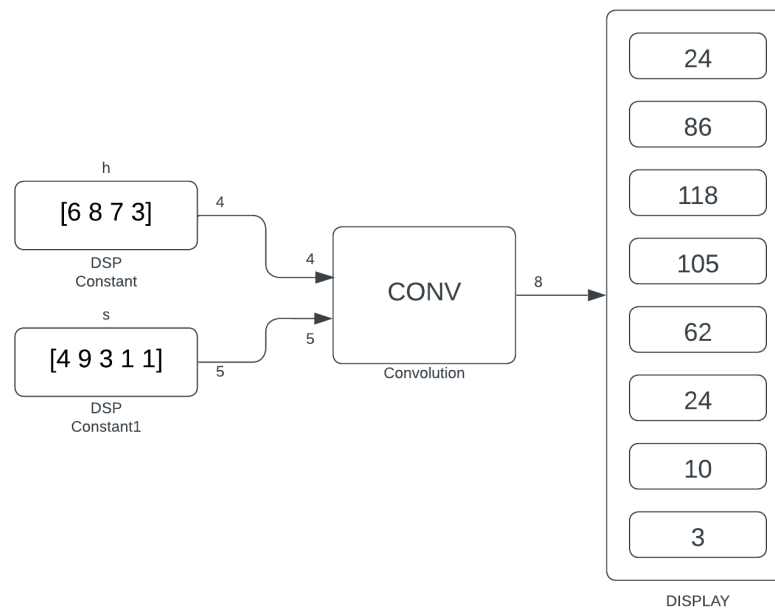 h
[6 8 7 3]
DSP
Constant
4
4
s
[4 9 3 1 1]
DSP
Constant1
5
5
CONV
Convolution
8
24
86
118
105
62
24
10
3
DISPLAY